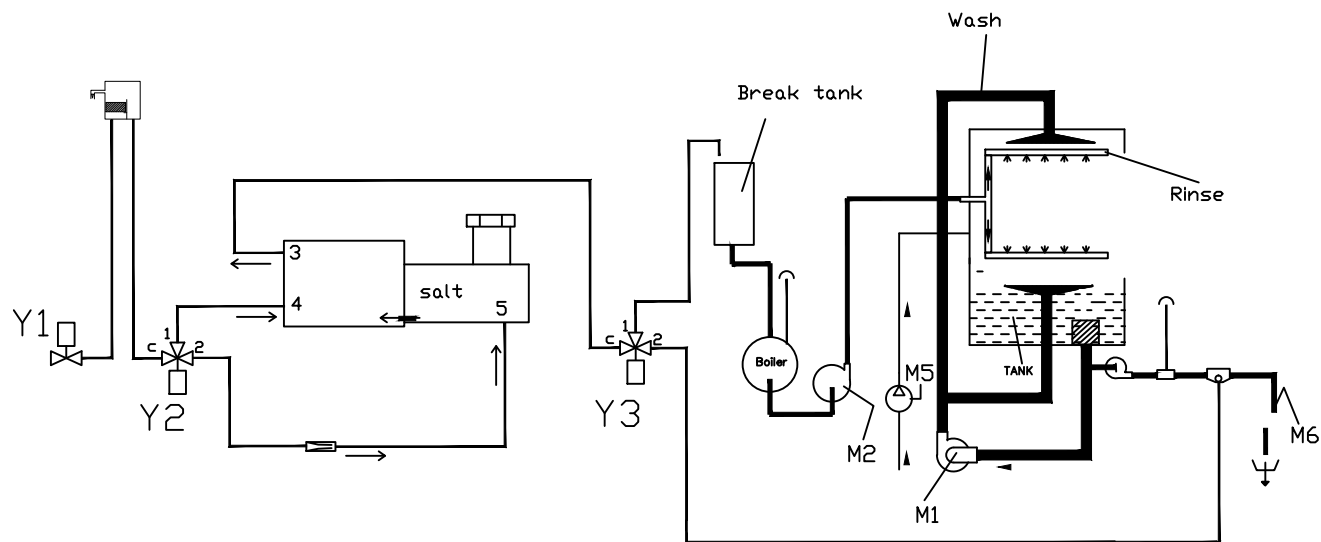 Wash
Break tank
Rinse
3
salt
4
5
Y1
1
c
2
Y2
1
c
2
Y3
Boiler
M5
M2
TANK
M1
M6